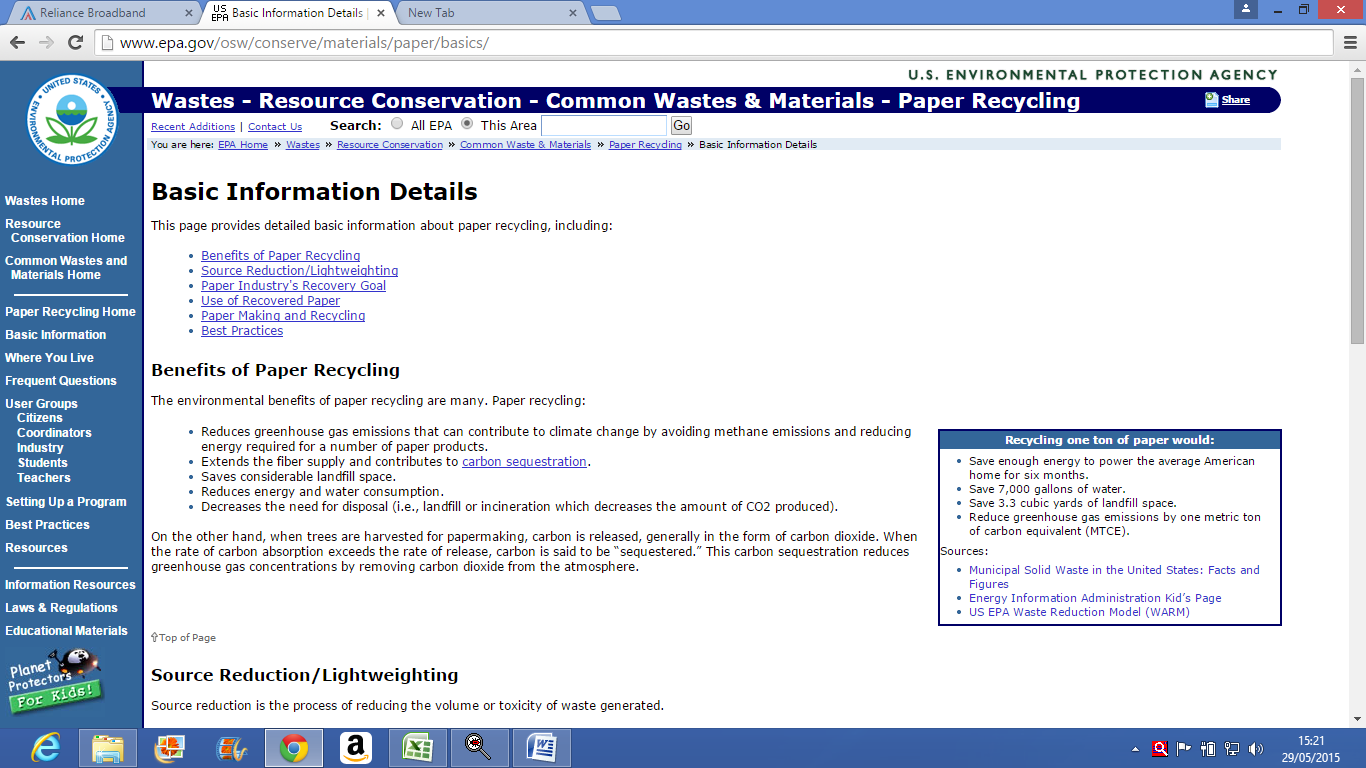 Reliance Broadband
US EPA Basic Information Details |
New Tab
www.epa.gov/osw/conserve/materials/paper/basics/
UNITED STATES ENVIRONMENTAL PROTECTION AGENCY
U.S. ENVIRONMENTAL PROTECTION AGENCY
Wastes - Resource Conservation - Common Wastes & Materials - Paper Recycling
Share
Recent Additions | Contact Us Search: All EPA This Area Go
You are here: EPA Home » Wastes » Resource Conservation » Common Waste & Materials » Paper Recycling » Basic Information Details
Wastes Home
Resource
Conservation Home
Common Wastes and
Materials Home
Paper Recycling Home
Basic Information
Where You Live
Frequent Questions
User Groups
Citizens
Coordinators
Industry
Students
Teachers
Setting Up a Program
Best Practices
Resources
Information Resources
Laws & Regulations
Educational Materials
Planet
Protectors
For Kids!
Basic Information Details
This page provides detailed basic information about paper recycling, including:
• Benefits of Paper Recycling
• Source Reduction/Lightweighting
• Paper Industry's Recovery Goal
• Use of Recovered Paper
• Paper Making and Recycling
• Best Practices
Benefits of Paper Recycling
The environmental benefits of paper recycling are many. Paper recycling:
• Reduces greenhouse gas emissions that can contribute to climate change by avoiding methane emissions and reducing
energy required for a number of paper products.
• Extends the fiber supply and contributes to carbon sequestration.
• Saves considerable landfill space.
• Reduces energy and water consumption.
• Decreases the need for disposal (i.e., landfill or incineration which decreases the amount of CO2 produced).
On the other hand, when trees are harvested for papermaking, carbon is released, generally in the form of carbon dioxide. When
the rate of carbon absorption exceeds the rate of release, carbon is said to be “sequestered.” This carbon sequestration reduces
greenhouse gas concentrations by removing carbon dioxide from the atmosphere.
Recycling one ton of paper would:
• Save enough energy to power the average American
home for six months.
• Save 7,000 gallons of water.
• Save 3.3 cubic yards of landfill space.
• Reduce greenhouse gas emissions by one metric ton
of carbon equivalent (MTCE).
Sources:
• Municipal Solid Waste in the United States: Facts and
Figures
• Energy Information Administration Kid’s Page
• US EPA Waste Reduction Model (WARM)
⇧Top of Page
Source Reduction/Lightweighting
Source reduction is the process of reducing the volume or toxicity of waste generated.
15:21
29/05/2015